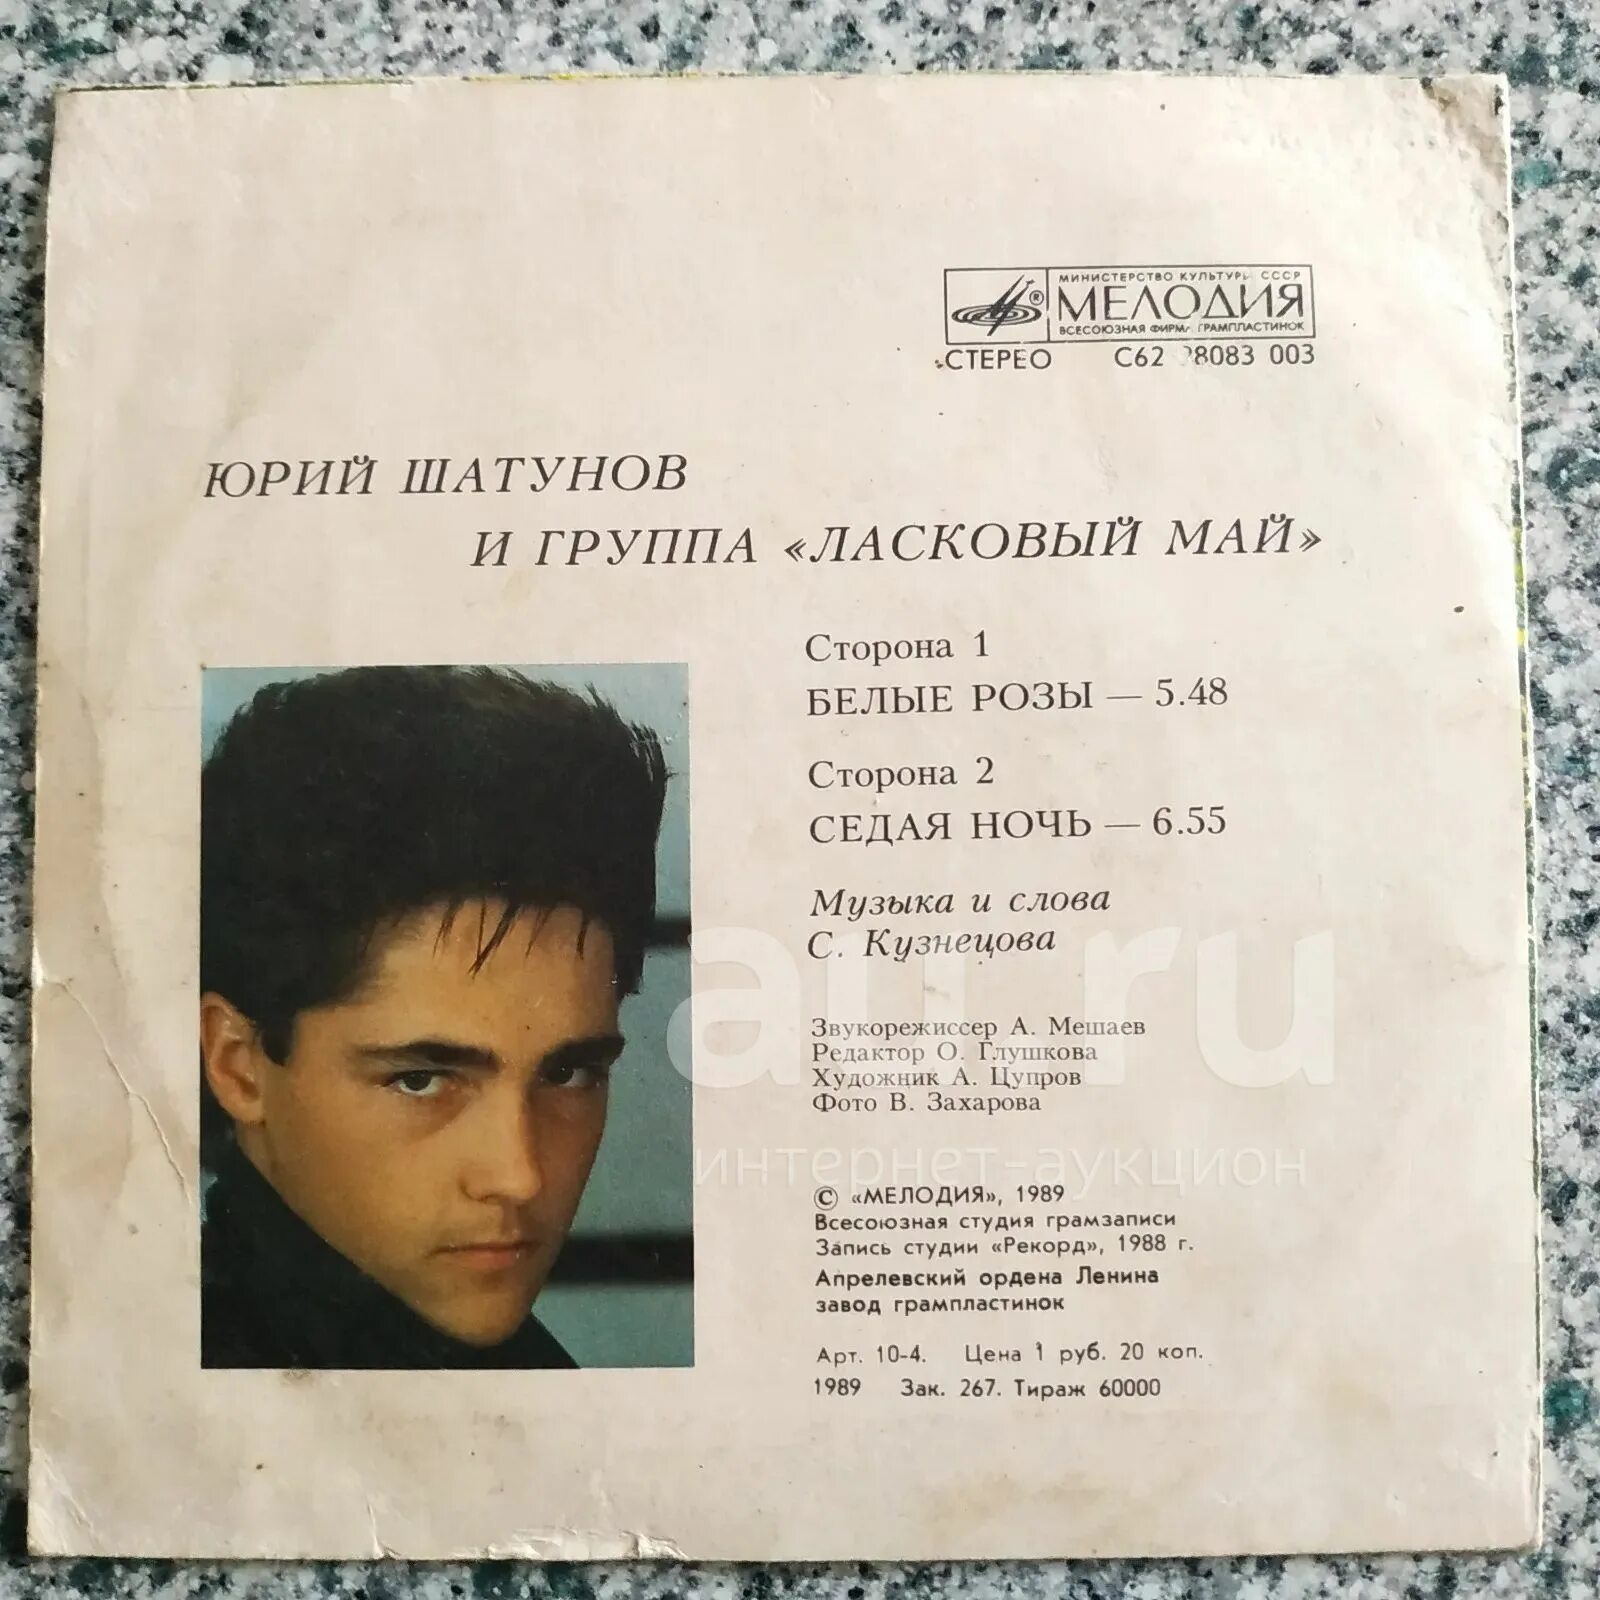 МИНИСТЕРСТВО КУЛЬТУРЫ СССР
МЕЛОДИЯ
ВСЕСОЮЗНАЯ ФИРМА ГРАМПЛАСТИНОК
СТЕРЕО С62 8083 003
ЮРИЙ ШАТУНОВ
И ГРУППА «ЛАСКОВЫЙ МАЙ»
Сторона 1
БЕЛЫЕ РОЗЫ — 5.48
Сторона 2
СЕДАЯ НОЧЬ — 6.55
Музыка и слова
С. Кузнецова
Звукорежиссер А. Мешаев
Редактор О. Глушкова
Художник А. Цупров
Фото В. Захарова
© «МЕЛОДИЯ», 1989
Всесоюзная студия грамзаписи
Запись студии «Рекорд», 1988 г.
Апрелевский ордена Ленина
завод грампластинок
Арт. 10-4. Цена 1 руб. 20 коп.
1989 Зак. 267. Тираж 60000
au.ru
интернет-аукцион